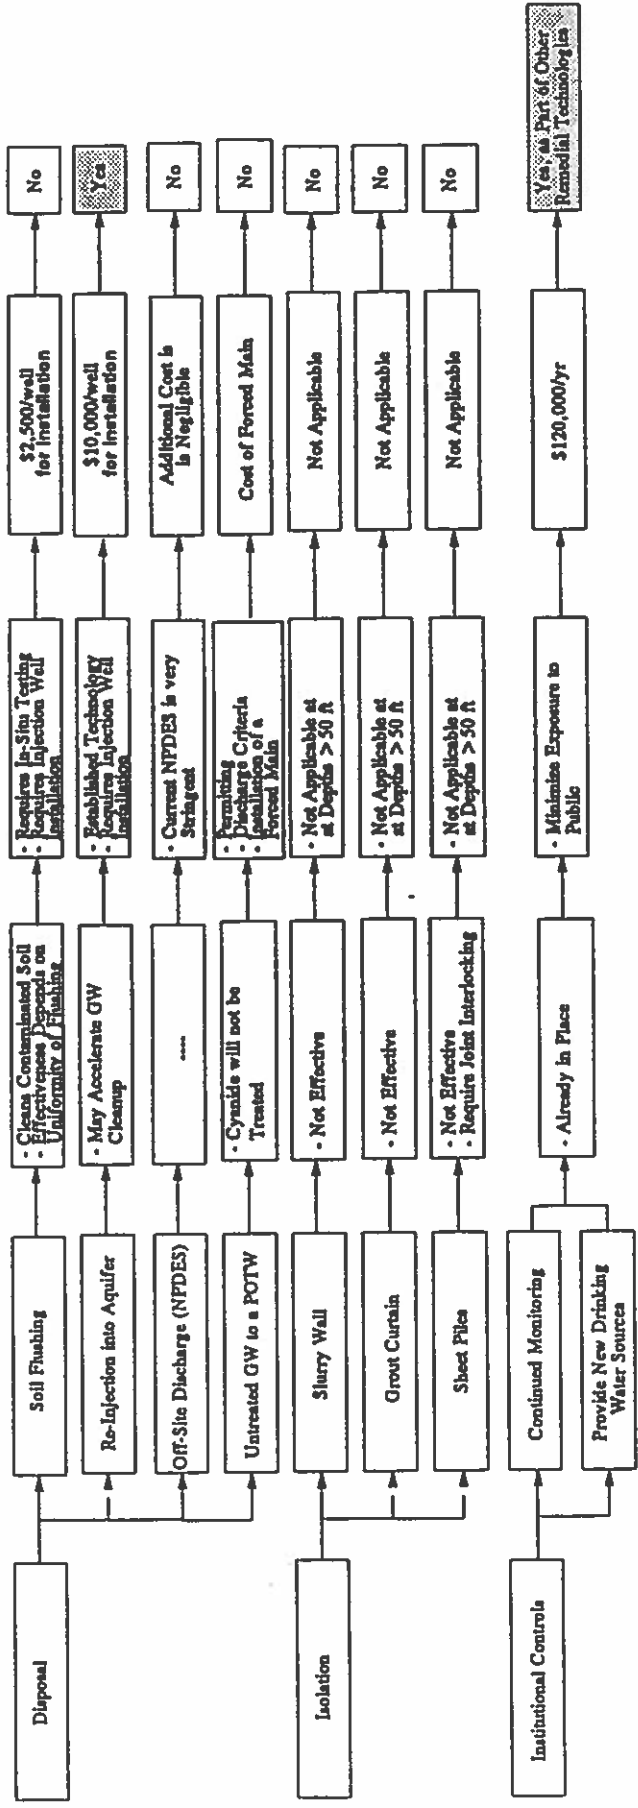 Disposal
Soil Flushing
- Cleans Contaminated Soil
- Effectiveness Depends on
Uniformity of Flushing
- Requires In-Situ Testing
- Requires Injection Well
Installation
$2,500/well
for Installation
No
Re-Injection into Aquifer
- May Accelerate GW
Cleanup
- Established Technology
- Requires Injection Well
Installation
$10,000/well
for Installation
Yes
Off-Site Discharge (NPDES)
----
- Current NPDES is very
Stringent
Additional Cost is
is Negligible
No
Untreated GW to a POTW
- Cyanide will not be
Treated
- Permitting
- Discharge Criteria
- Installation of a
Forced Main
Cost of Forced Main
No
Isolation
Slurry Wall
- Not Effective
- Not Applicable at
at Depths > 50 ft
Not Applicable
No
Grout Curtain
- Not Effective
- Not Applicable at
at Depths > 50 ft
Not Applicable
No
Sheet Piles
- Not Effective
- Require Joint Interlocking
- Not Applicable at
at Depths > 50 ft
Not Applicable
No
Institutional Controls
Continued Monitoring
Provide New Drinking
Water Sources
- Already in Place
- Minimize Exposure to
Public
$120,000/yr
Yes, as Part of Other
Remedial Technologies